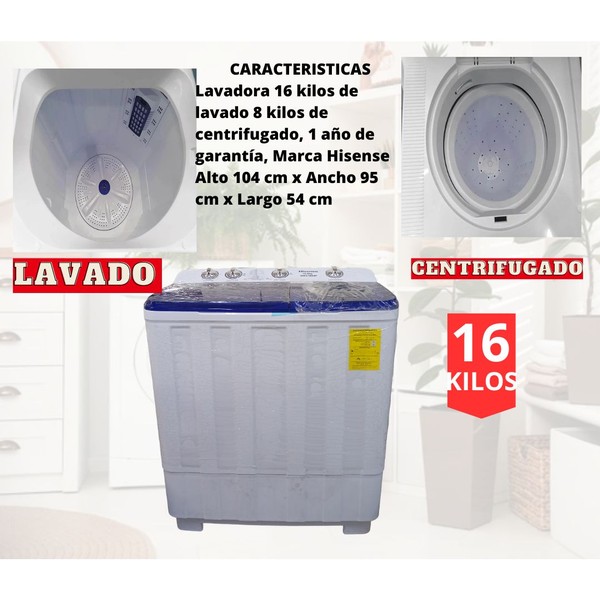 CARACTERISTICAS
Lavadora 16 kilos de
lavado 8 kilos de
centrifugado, 1 año de
garantía, Marca Hisense
Alto 104 cm x Ancho 95
cm x Largo 54 cm
LAVADO
CENTRIFUGADO
Hisense
16
KILOS